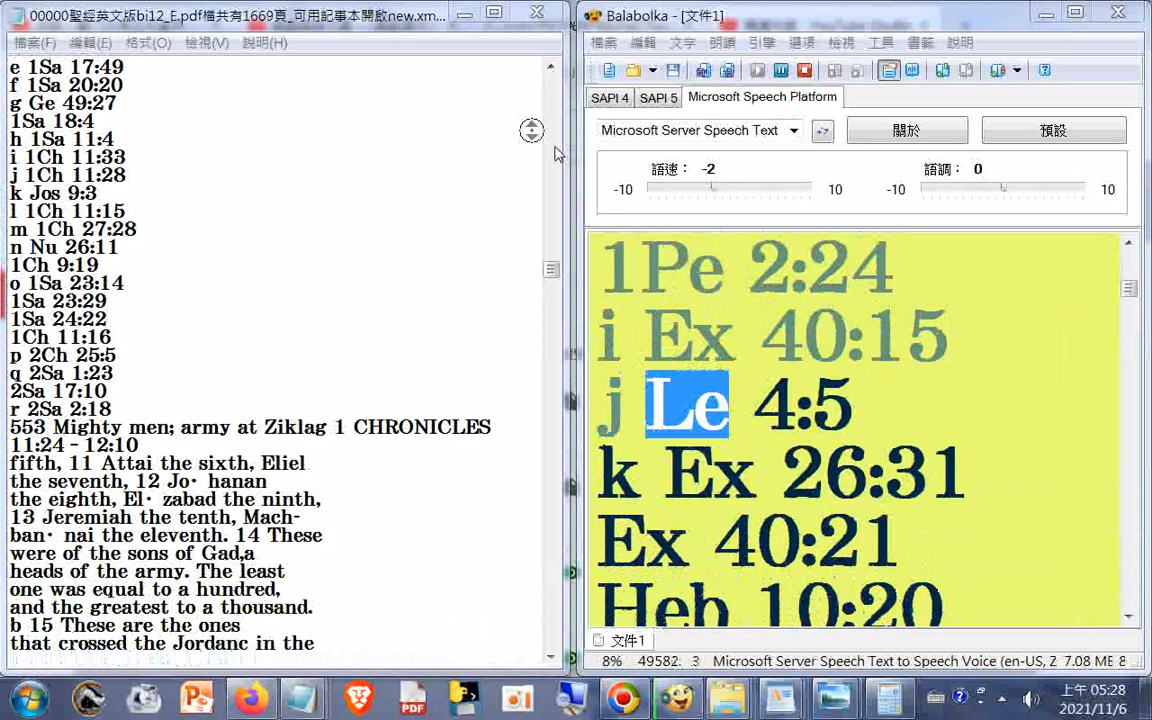 00000聖經英文版bi12_E.pdf檔共有1669頁_可用記事本開啟new.xm...
檔案(F) 編輯(E) 格式(O) 檢視(V) 說明(H)
e 1Sa 17:49
f 1Sa 20:20
g Ge 49:27
1Sa 18:4
h 1Sa 11:4
i 1Ch 11:33
j 1Ch 11:28
k Jos 9:3
l 1Ch 11:15
m 1Ch 27:28
n Nu 26:11
1Ch 9:19
o 1Sa 23:14
1Sa 23:29
1Sa 24:22
1Ch 11:16
p 2Ch 25:5
q 2Sa 1:23
2Sa 17:10
r 2Sa 2:18
553 Mighty men; army at Ziklag 1 CHRONICLES
11:24–12:10
fifth, 11 Attai the sixth, Eliel
the seventh, 12 Jo· hanan
the eighth, El· zabad the ninth,
13 Jeremiah the tenth, Mach-
ban· nai the eleventh. 14 These
were of the sons of Gad,a
heads of the army. The least
one was equal to a hundred,
and the greatest to a thousand.
b 15 These are the ones
that crossed the Jordanc in the
Balabolka - [文件1]
檔案 編輯 文字 朗讀 引擎 選項 檢視 工具 書籤 說明
SAPI 4 SAPI 5 Microsoft Speech Platform
Microsoft Server Speech Text 關於 預設
語速： -2 語調： 0
-10 10 -10 10
1Pe 2:24
i Ex 40:15
j Le 4:5
k Ex 26:31
Ex 40:21
Heb 10:20
文件1
8% 49582. 3 Microsoft Server Speech Text to Speech Voice (en-US, Z 7.08 MB 8
PDF
上午 05:28
2021/11/6